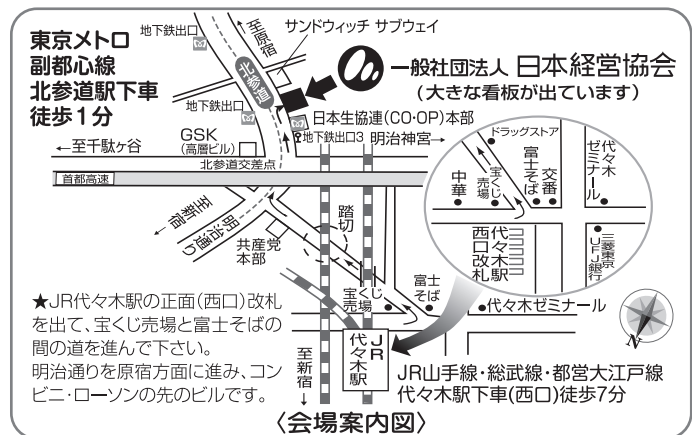 東京メトロ
副都心線
北参道駅下車
徒歩1分
地下鉄出口
至原宿
サンドウィッチ サブウェイ
北参道
一般社団法人 日本経営協会
(大きな看板が出ています)
地下鉄出口
日本生協連(CO・OP)本部
地下鉄出口3
明治神宮→
GSK
(高層ビル)
←至千駄ヶ谷
北参道交差点
首都高速
至新宿
明治通り
共産党
本部
踏切
ドラッグストア
中華
宝くじ
売場
富士そば
交番
代々木
ゼミナール
代々木駅
西口改札
三菱東京
UFJ銀行
宝くじ
売場
富士
そば
代々木ゼミナール
★JR代々木駅の正面(西口)改札
を出て、宝くじ売場と富士そばの
間の道を進んで下さい。
明治通りを原宿方面に進み、コン
ビニ・ローソンの先のビルです。
至新宿→
JR
代々木駅
N
JR山手線・総武線・都営大江戸線
代々木駅下車(西口)徒歩7分
〈会場案内図〉